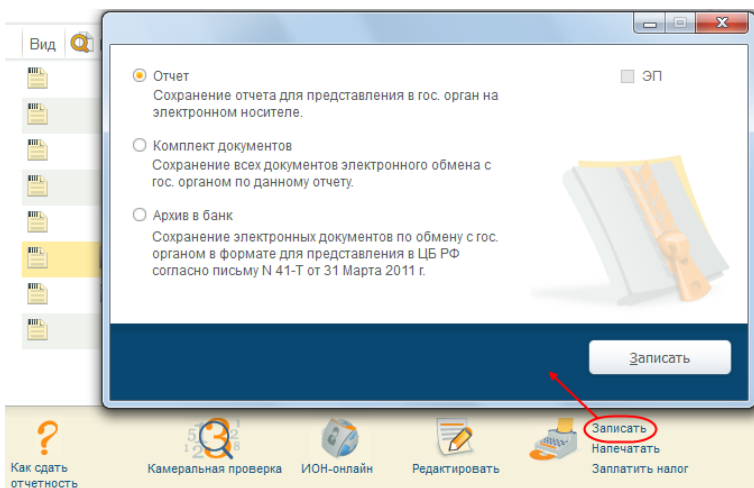 Вид
Отчет
Сохранение отчета для представления в гос. орган на
электронном носителе.
ЭП
Комплект документов
Сохранение всех документов электронного обмена с
гос. органом по данному отчету.
Архив в банк
Сохранение электронных документов по обмену с гос.
органом в формате для представления в ЦБ РФ
согласно письму N 41-Т от 31 Марта 2011 г.
Записать
Как сдать
отчетность
Камеральная проверка
ИОН-онлайн
Редактировать
Записать
Напечатать
Заплатить налог